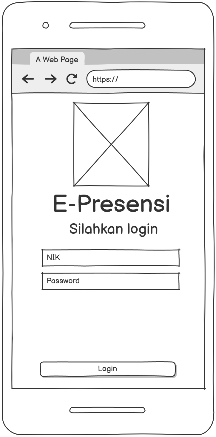 A Web Page
https://
E-Presensi
Silahkan login
NIK
Password
Login